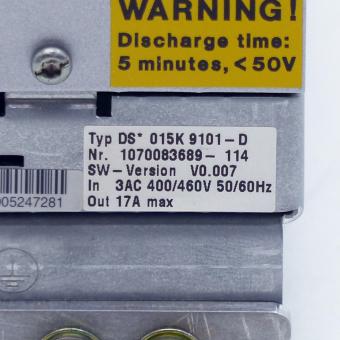 WARNING!
Discharge time:
5 minutes, <50V
Typ DS* 015K 9101-D
Nr. 1070083689- 114
SW-Version V0.007
In 3AC 400/460V 50/60Hz
Out 17A max
005247281